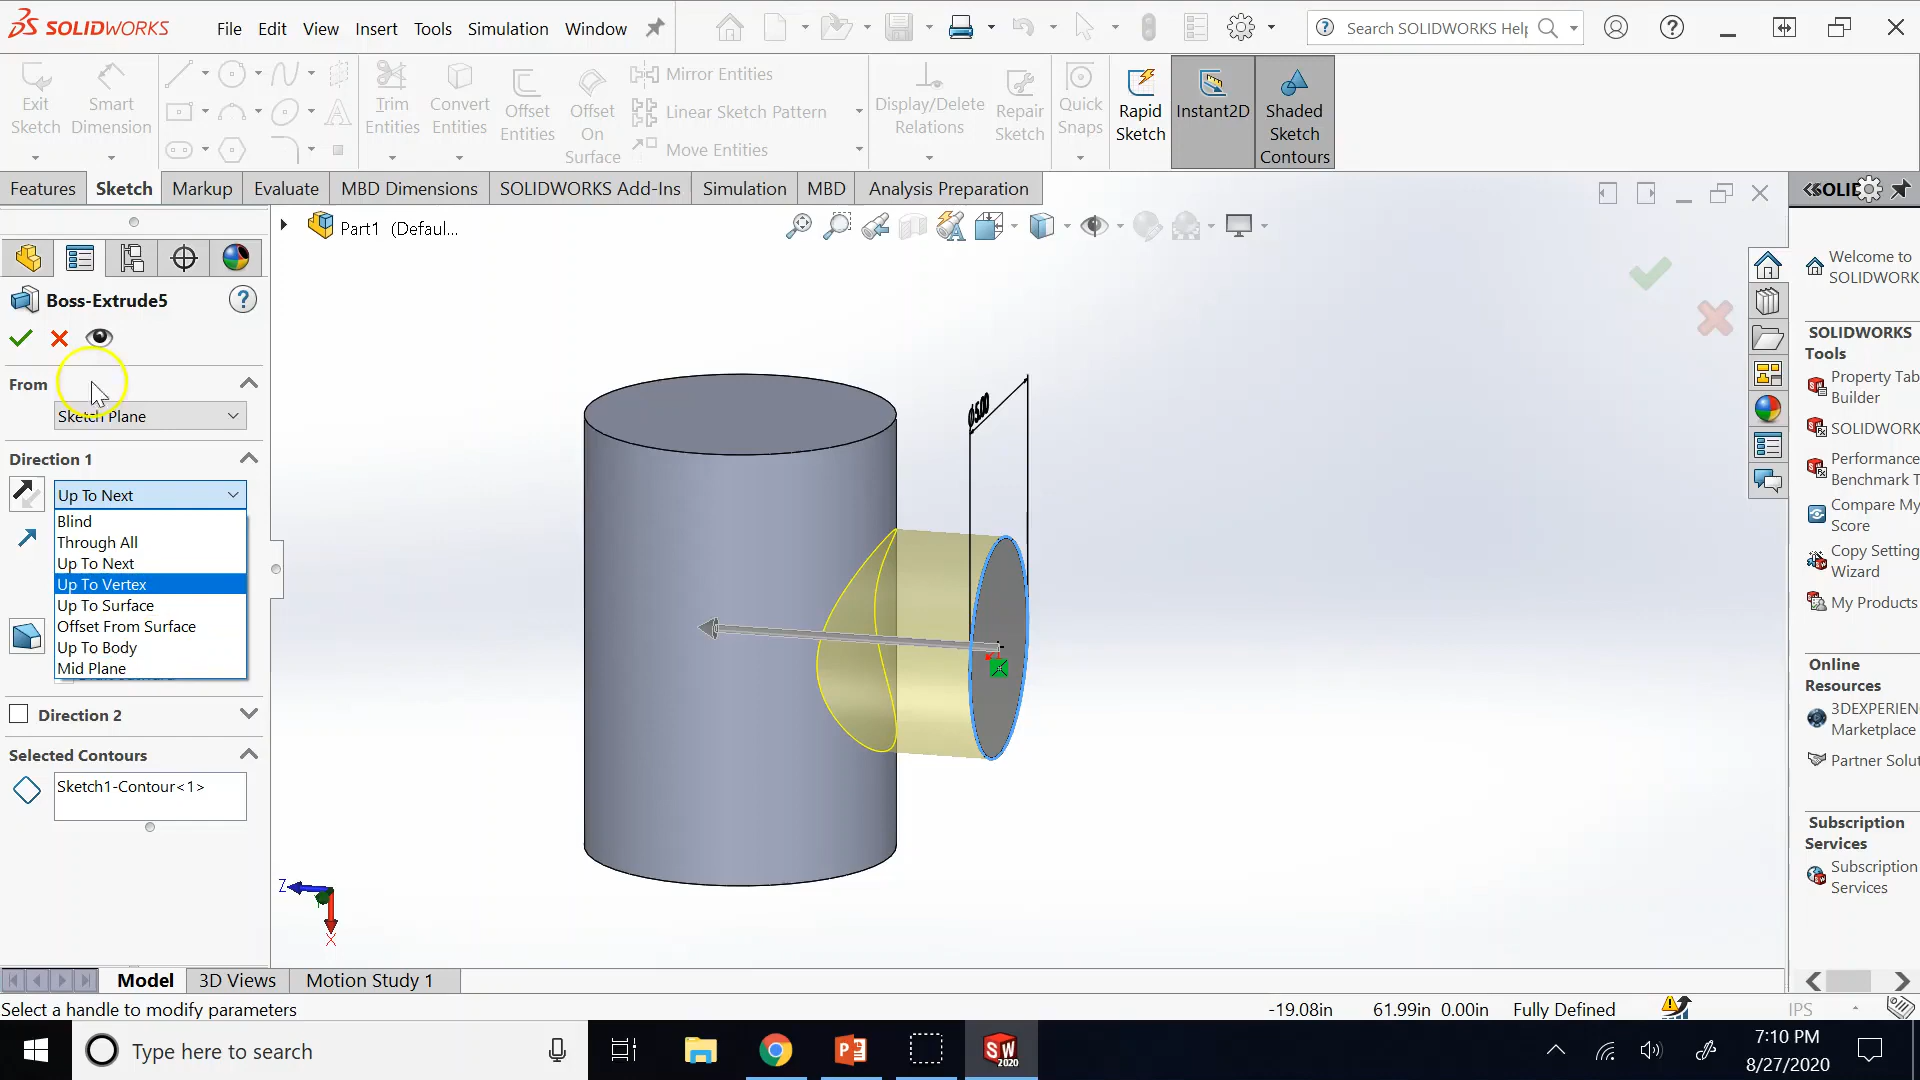 SOLIDWORKS
File Edit View Insert Tools Simulation Window
Search SOLIDWORKS Help
Exit Sketch
Smart Dimension
Trim Entities
Convert Entities
Offset Entities
Offset On Surface
Mirror Entities
Linear Sketch Pattern
Move Entities
Display/Delete Relations
Repair Sketch
Quick Snaps
Rapid Sketch
Instant2D
Shaded Sketch Contours
Features Sketch Markup Evaluate MBD Dimensions SOLIDWORKS Add-Ins Simulation MBD Analysis Preparation
Part1 (Defaul...
Boss-Extrude5
From
Sketch Plane
Direction 1
Up To Next
Blind
Through All
Up To Next
Up To Vertex
Up To Surface
Offset From Surface
Up To Body
Mid Plane
Direction 2
Selected Contours
Sketch1-Contour<1>
Ø5.00
Z
X
SOLID
Welcome to
SOLIDWORKS
SOLIDWORKS
Tools
Property Tab
Builder
SOLIDWORK
Performance
Benchmark T
Compare My
Score
Copy Setting
Wizard
My Products
Online
Resources
3DEXPERIEN
Marketplace
Partner Solu
Subscription
Services
Subscription
Services
Model 3D Views Motion Study 1
Select a handle to modify parameters
-19.08in 61.99in 0.00in Fully Defined IPS
Type here to search
SW
2020
7:10 PM
8/27/2020